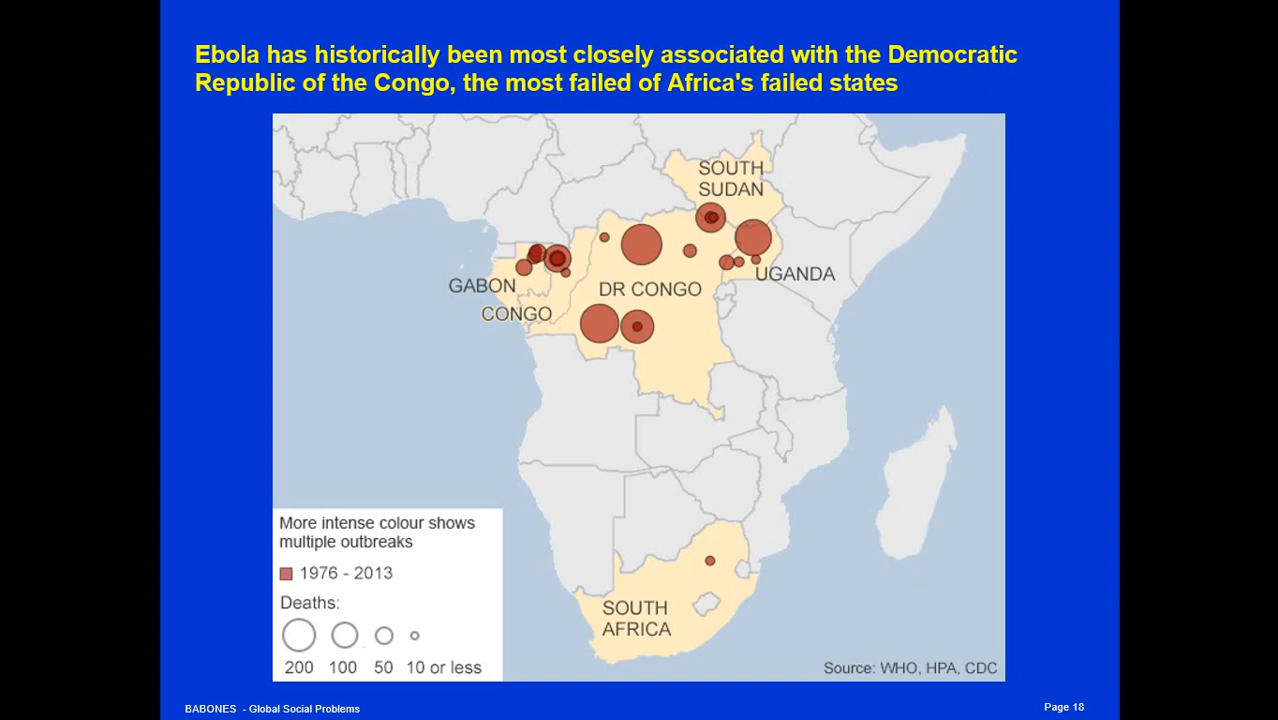 Ebola has historically been most closely associated with the Democratic
Republic of the Congo, the most failed of Africa's failed states
SOUTH
SUDAN
UGANDA
GABON
DR CONGO
CONGO
SOUTH
AFRICA
More intense colour shows
multiple outbreaks
1976 - 2013
Deaths:
200 100 50 10 or less
Source: WHO, HPA, CDC
BABONES - Global Social Problems
Page 18